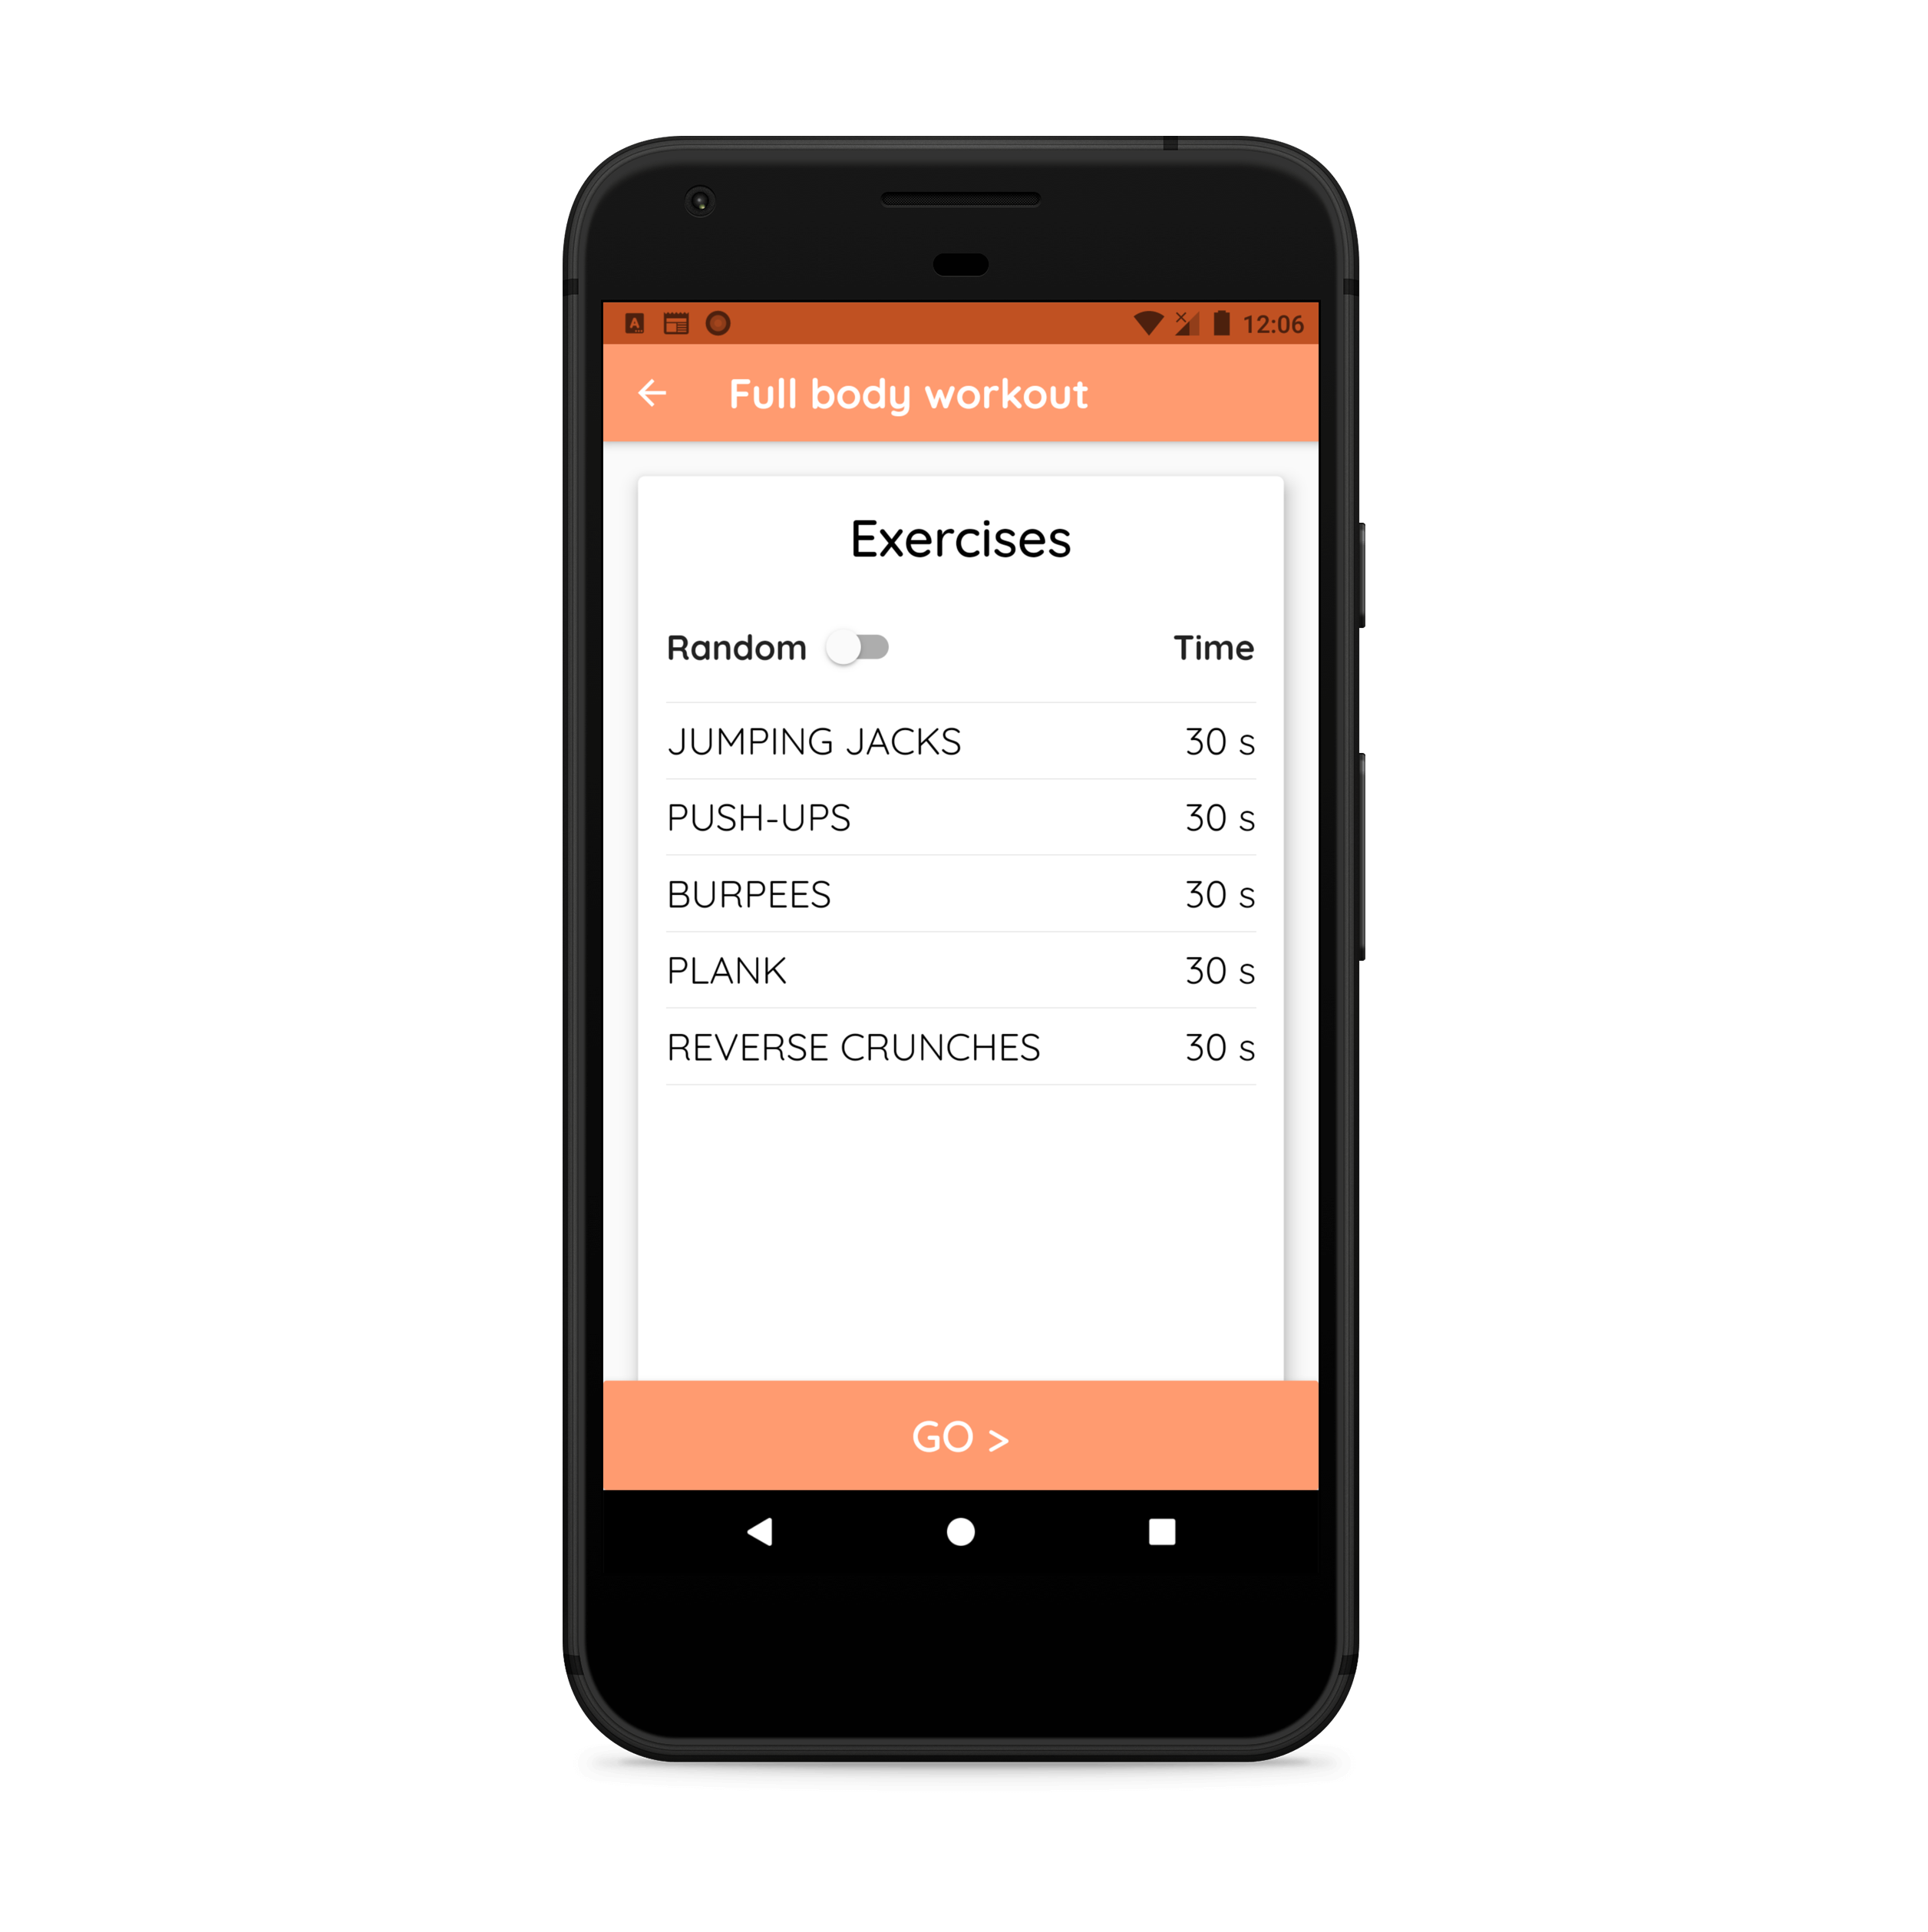 12:06
Full body workout
Exercises
Random Time
JUMPING JACKS 30 s
PUSH-UPS 30 s
BURPEES 30 s
PLANK 30 s
REVERSE CRUNCHES 30 s
GO >